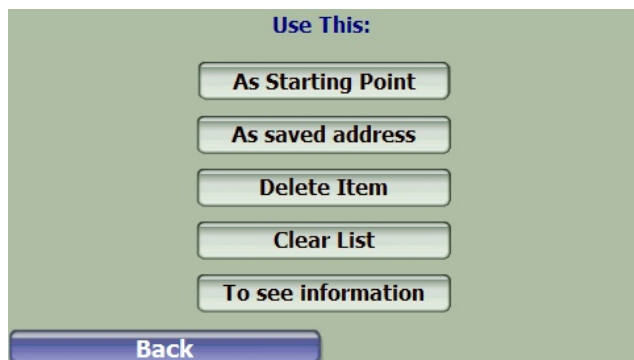 Use This:
As Starting Point
As saved address
Delete Item
Clear List
To see information
Back